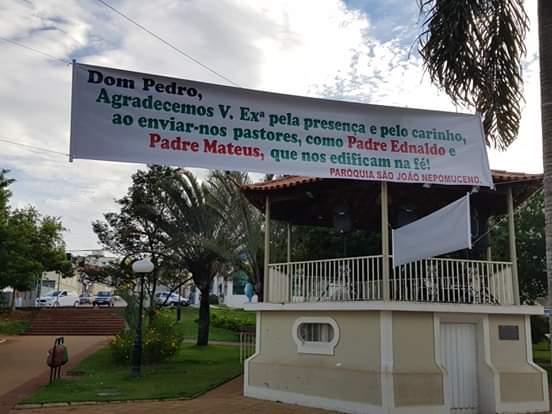 Dom Pedro,
Agradecemos V. Exª pela presença e pelo carinho,
ao enviar-nos pastores, como Padre Ednaldo e
Padre Mateus, que nos edificam na fé!
PARÓQUIA SÃO JOÃO NEPOMUCENO.